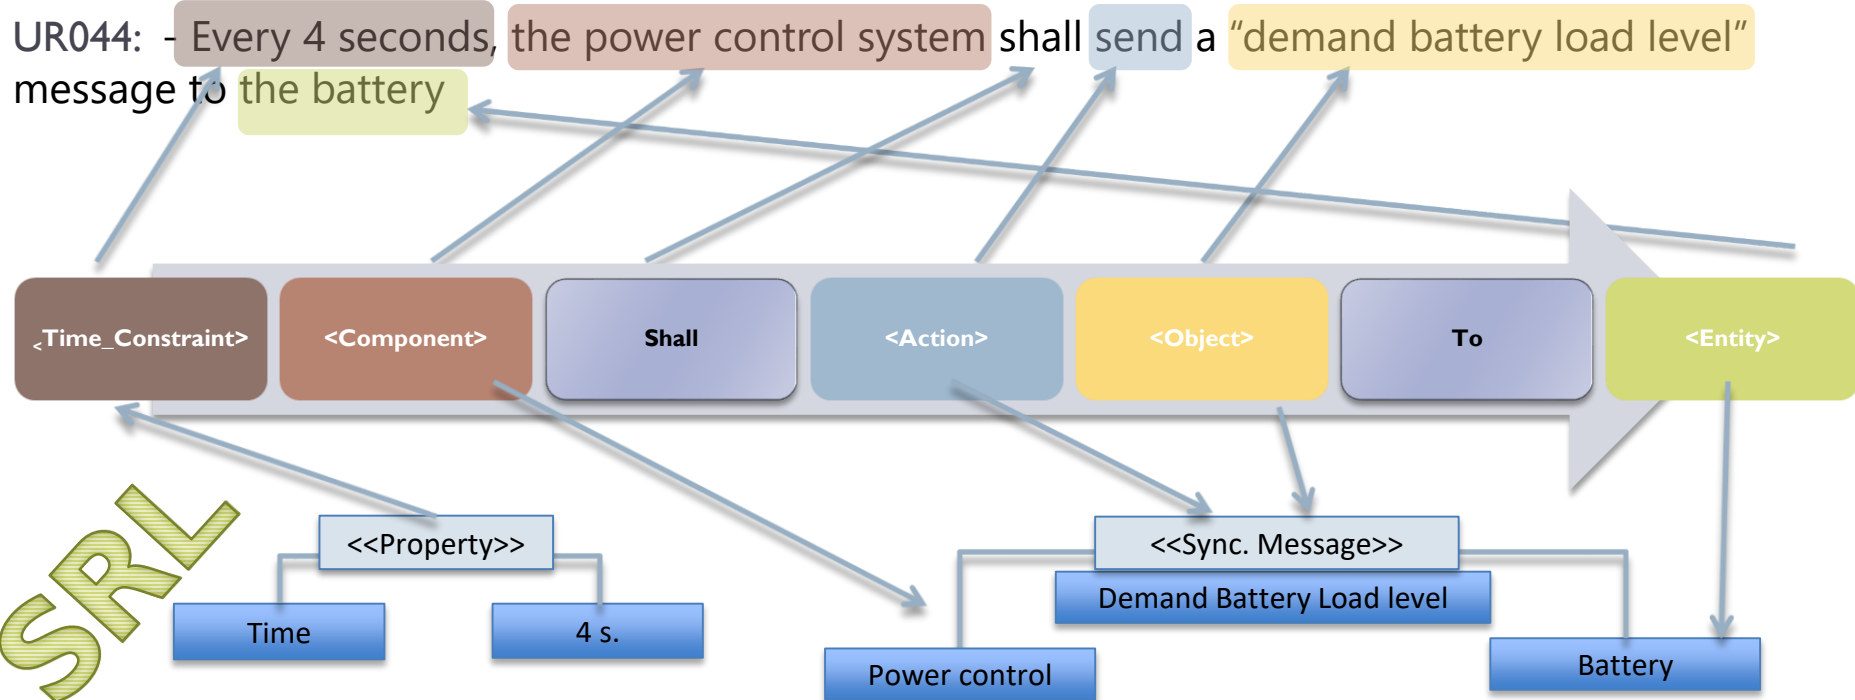 UR044: - Every 4 seconds, the power control system shall send a “demand battery load level”
message to the battery
<Time_Constraint>
<Component>
Shall
<Action>
<Object>
To
<Entity>
SRL
<<Property>>
Time
4 s.
<<Sync. Message>>
Demand Battery Load level
Power control
Battery